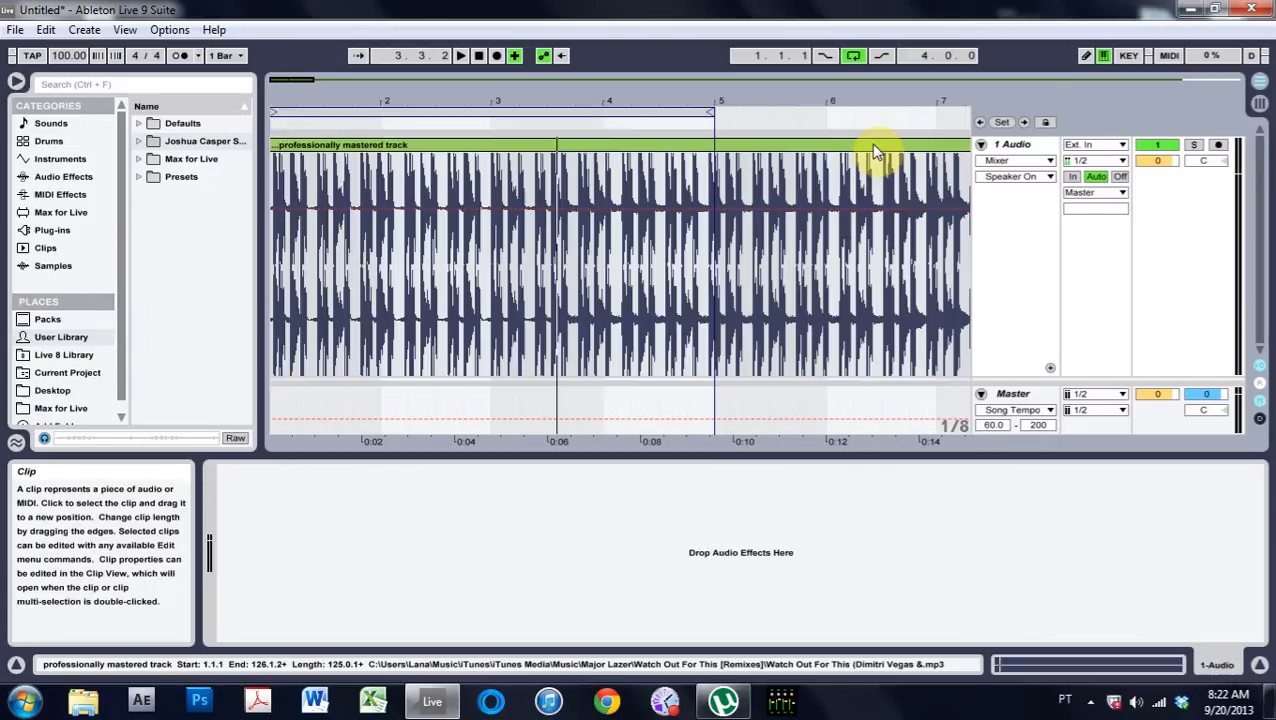 Untitled* - Ableton Live 9 Suite
File Edit Create View Options Help
TAP 100.00 4 / 4 1 Bar 3. 3. 2 1. 1. 1 4. 0. 0 KEY MIDI 0 % D
Search (Ctrl + F)
CATEGORIES
Sounds
Drums
Instruments
Audio Effects
MIDI Effects
Max for Live
Plug-ins
Clips
Samples
PLACES
Packs
User Library
Live 8 Library
Current Project
Desktop
Max for Live
Name
Defaults
Joshua Casper S...
Max for Live
Presets
Raw
2 3 4 5 6 7
...professionally mastered track
Set
1 Audio Ext. In 1 S
Mixer 1/2 0 C
Speaker On In Auto Off
Master
Master 1/2 0 0
Song Tempo 1/2 C
1/8 60.0 - 200
0:02 0:04 0:06 0:08 0:10 0:12 0:14
Clip
A clip represents a piece of audio or
MIDI. Click to select the clip and drag it
to a new position. Change clip length
by dragging the edges. Selected clips
can be edited with any available Edit
menu commands. Clip properties can
be edited in the Clip View, which will
open when the clip or clip
multi-selection is double-clicked.
Drop Audio Effects Here
professionally mastered track Start: 1.1.1 End: 126.1.2+ Length: 125.0.1+ C:\Users\Lana\Music\iTunes\iTunes Media\Music\Major Lazer\Watch Out For This [Remixes]\Watch Out For This (Dimitri Vegas &.mp3
1-Audio
Ae Ps Live PT 8:22 AM
9/20/2013